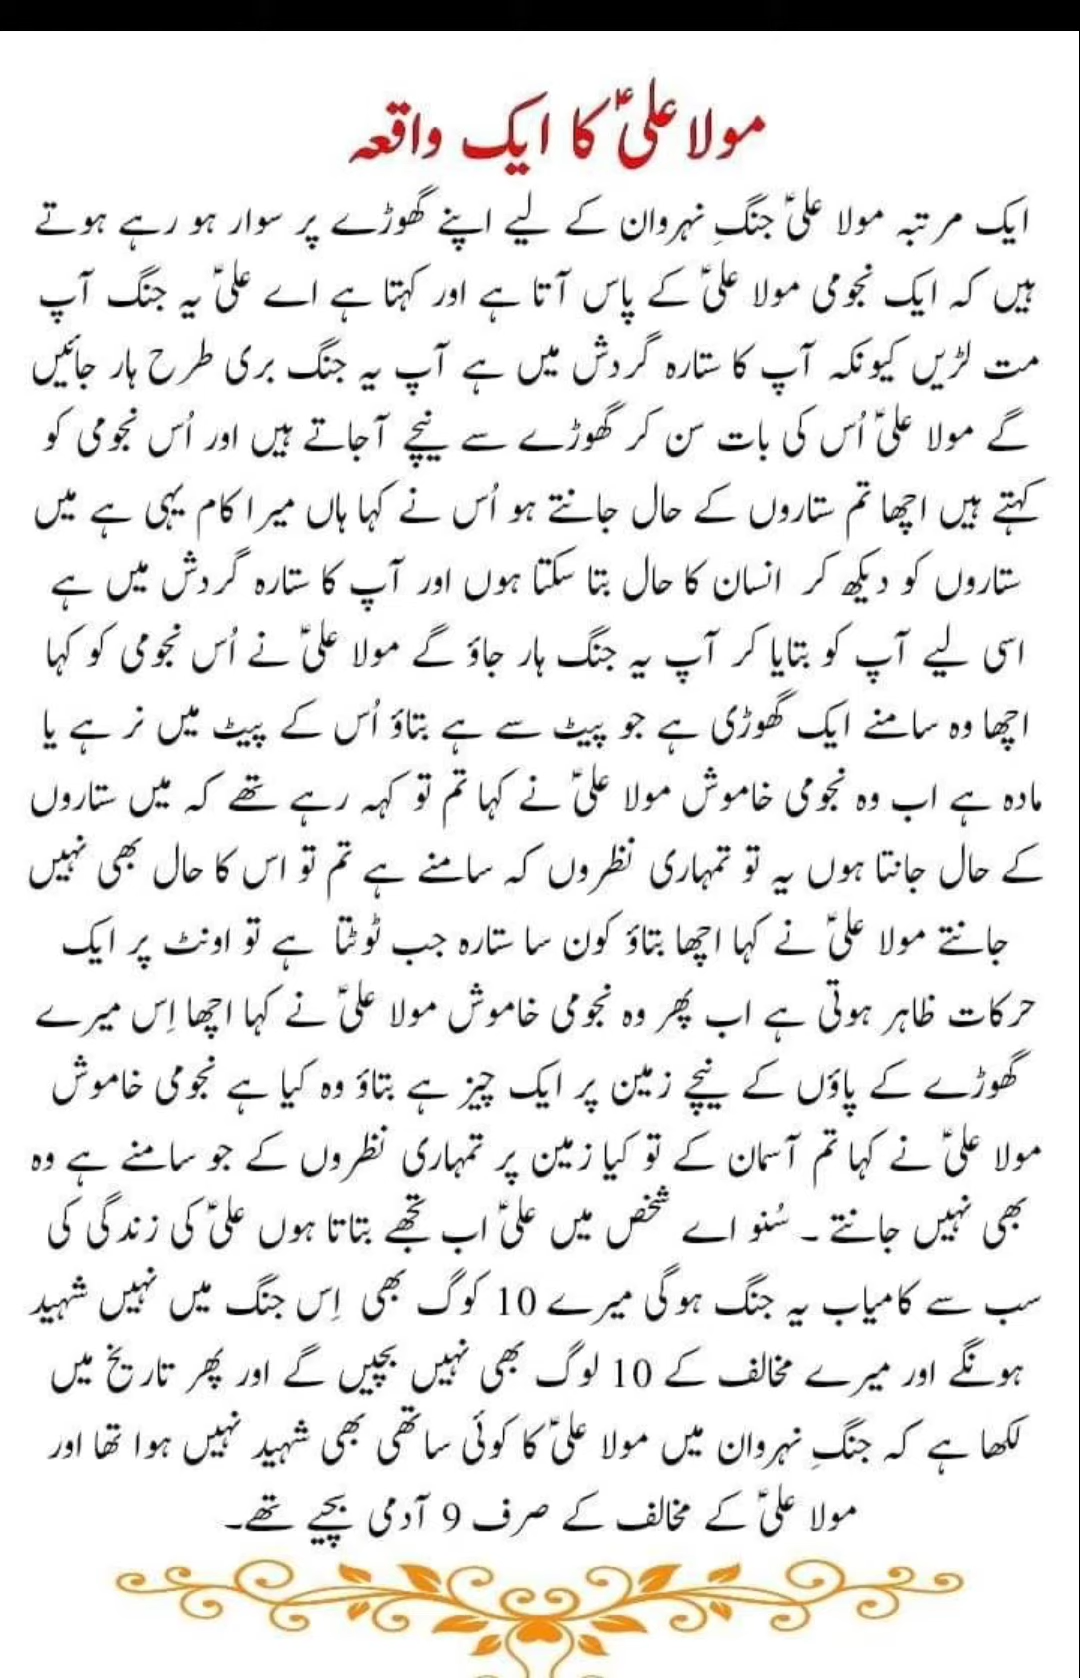 مولا علیؑ کا ایک واقعہ
ایک مرتبہ مولا علیؑ جنگِ نہروان کے لیے اپنے گھوڑے پر سوار ہو رہے ہوتے
ہیں کہ ایک نجومی مولا علیؑ کے پاس آتا ہے اور کہتا ہے اے علیؑ یہ جنگ آپ
مت لڑیں کیونکہ آپ کا ستارہ گردش میں ہے آپ یہ جنگ بری طرح ہار جائیں
گے مولا علیؑ اُس کی بات سن کر گھوڑے سے نیچے آجاتے ہیں اور اُس نجومی کو
کہتے ہیں اچھا تم ستاروں کے حال جانتے ہو اُس نے کہا ہاں میرا کام یہی ہے میں
ستاروں کو دیکھ کر انسان کا حال بتا سکتا ہوں اور آپ کا ستارہ گردش میں ہے
اسی لیے آپ کو بتایا کر آپ یہ جنگ ہار جاؤ گے مولا علیؑ نے اُس نجومی کو کہا
اچھا وہ سامنے ایک گھوڑی ہے جو پیٹ سے ہے بتاؤ اُس کے پیٹ میں نر ہے یا
مادہ ہے اب وہ نجومی خاموش مولا علیؑ نے کہا تم تو کہہ رہے تھے کہ میں ستاروں
کے حال جانتا ہوں یہ تو تمہاری نظروں کہ سامنے ہے تم تو اس کا حال بھی نہیں
جانتے مولا علیؑ نے کہا اچھا بتاؤ کون سا ستارہ جب ٹوٹتا ہے تو اونٹ پر ایک
حرکات ظاہر ہوتی ہے اب پھر وہ نجومی خاموش مولا علیؑ نے کہا اچھا اِس میرے
گھوڑے کے پاؤں کے نیچے زمین پر ایک چیز ہے بتاؤ وہ کیا ہے نجومی خاموش
مولا علیؑ نے کہا تم آسمان کے تو کیا زمین پر تمہاری نظروں کے جو سامنے ہے وہ
بھی نہیں جانتے ۔ سُنو اے شخص میں علیؑ اب تجھے بتاتا ہوں علیؑ کی زندگی کی
سب سے کامیاب یہ جنگ ہوگی میرے 10 لوگ بھی اِس جنگ میں نہیں شہید
ہونگے اور میرے مخالف کے 10 لوگ بھی نہیں بچیں گے اور پھر تاریخ میں
لکھا ہے کہ جنگِ نہروان میں مولا علیؑ کا کوئی ساتھی بھی شہید نہیں ہوا تھا اور
مولا علیؑ کے مخالف کے صرف 9 آدمی بچیے تھے۔